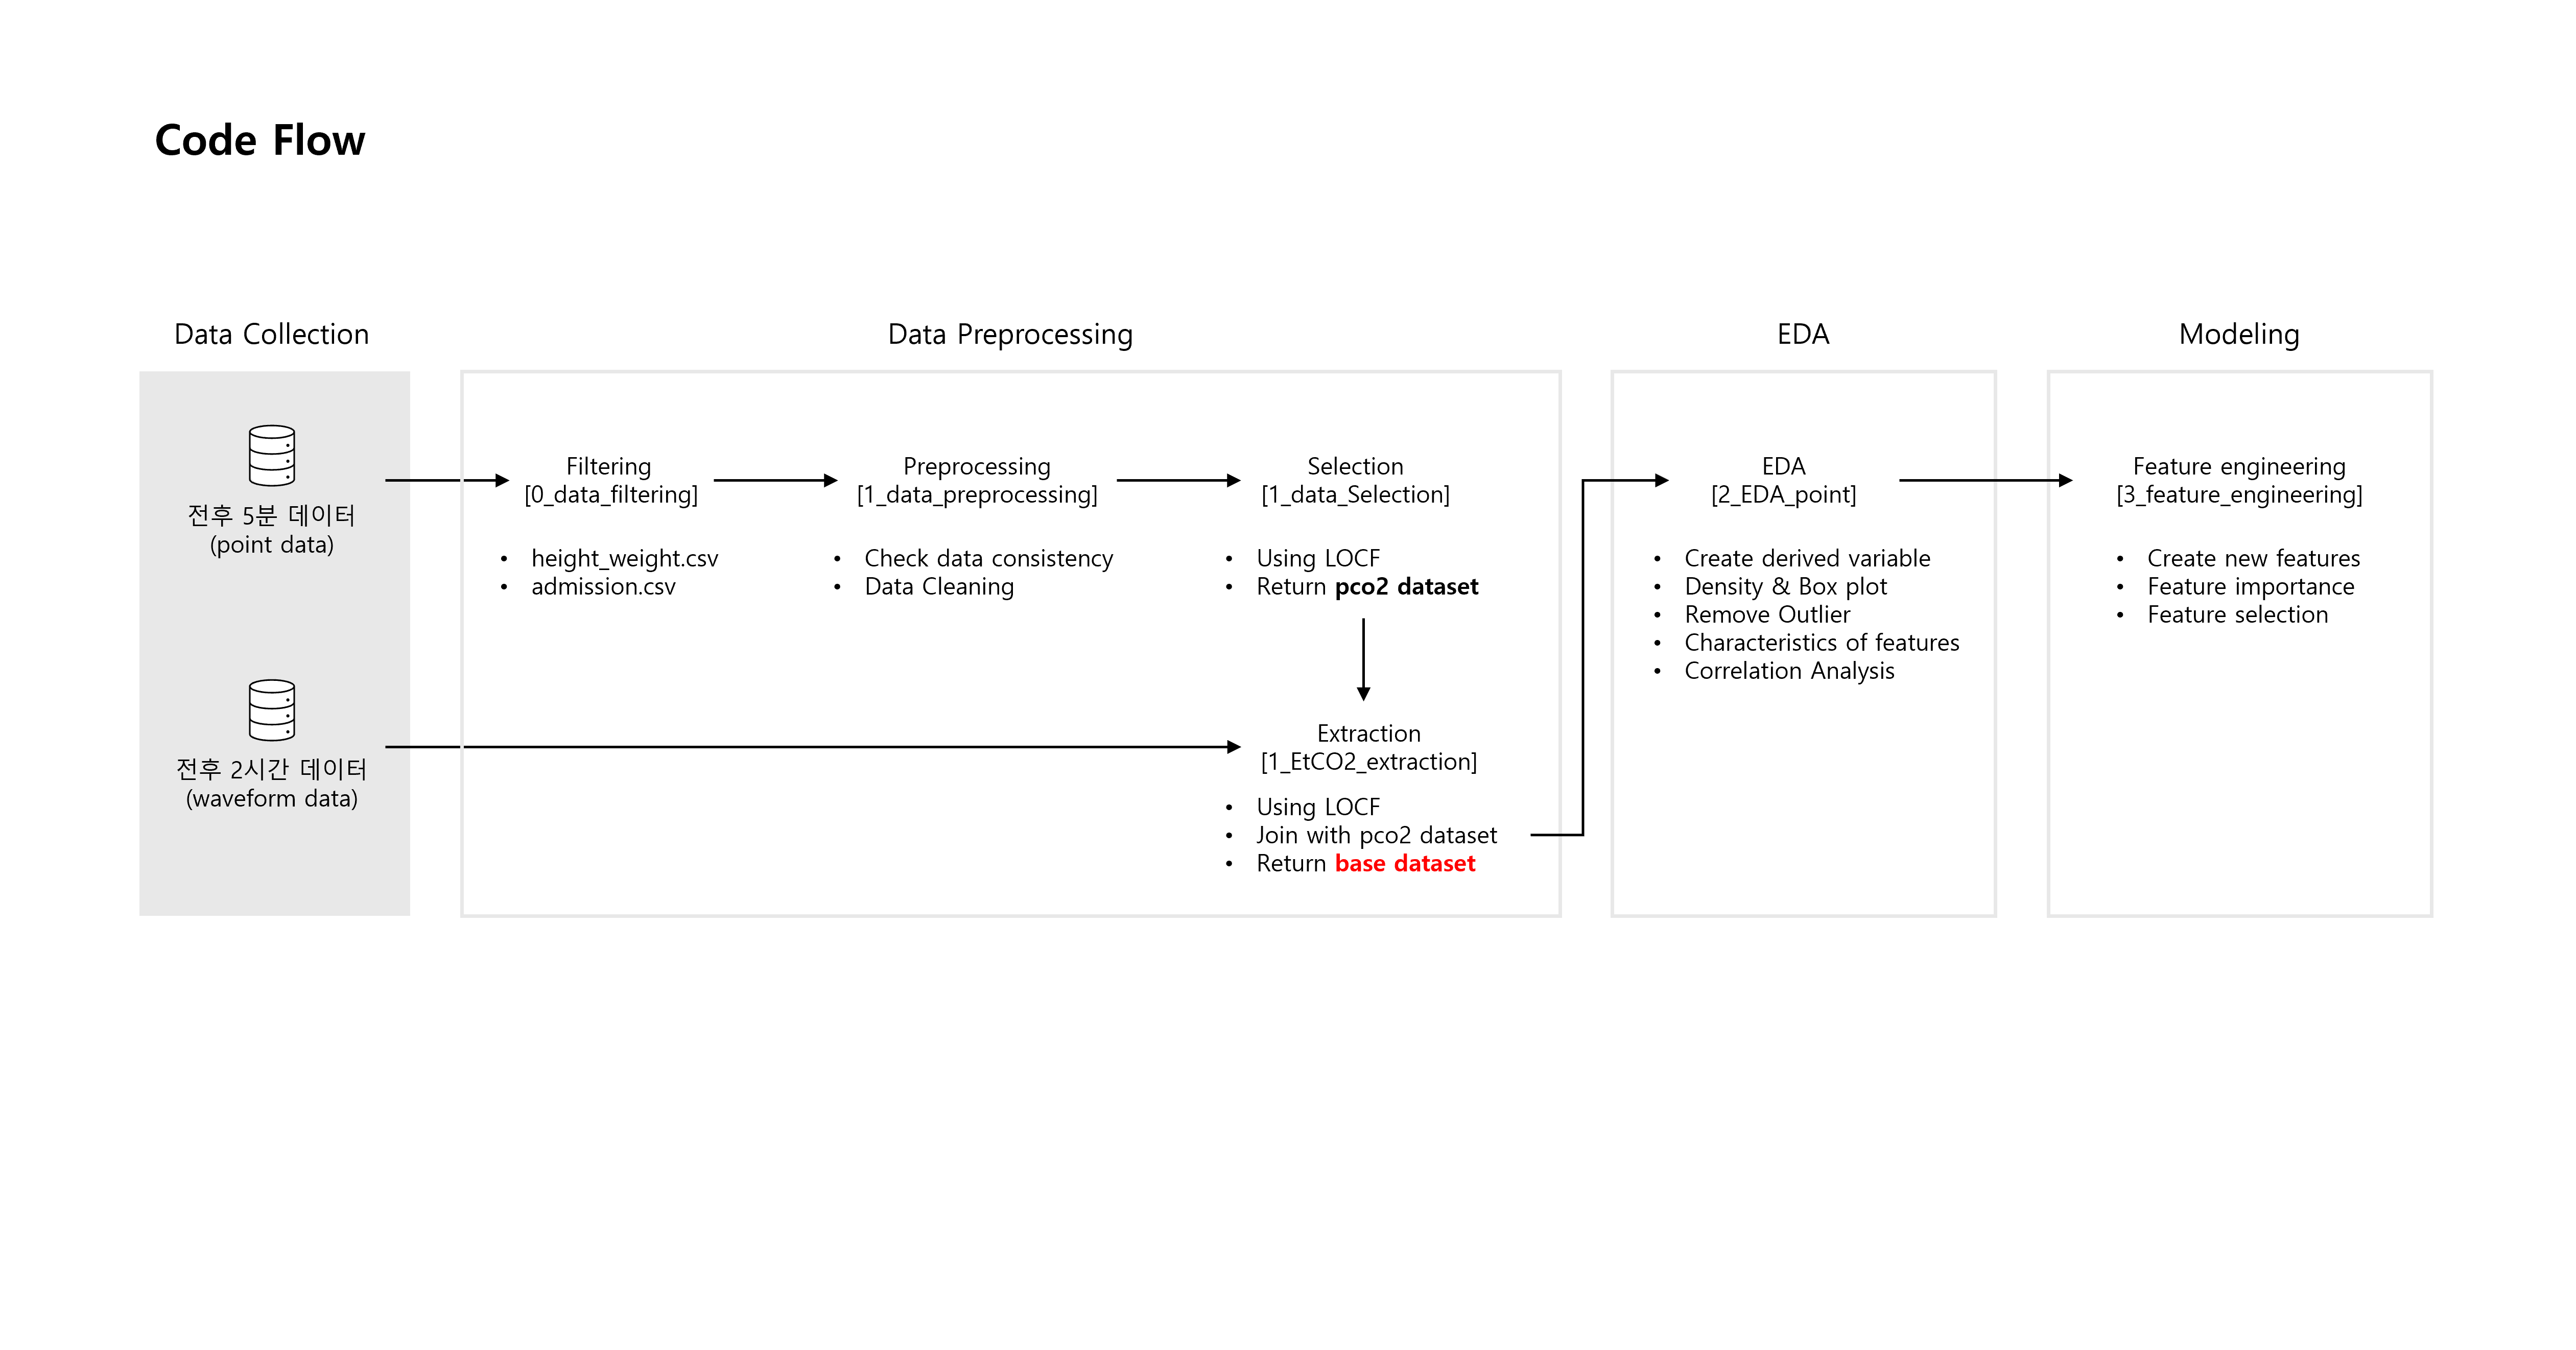 Code Flow
Data Collection
Data Preprocessing
EDA
Modeling
전후 5분 데이터
(point data)
전후 2시간 데이터
(waveform data)
Filtering
[0_data_filtering]
• height_weight.csv
• admission.csv
Preprocessing
[1_data_preprocessing]
• Check data consistency
• Data Cleaning
Selection
[1_data_Selection]
• Using LOCF
• Return pco2 dataset
Extraction
[1_EtCO2_extraction]
• Using LOCF
• Join with pco2 dataset
• Return base dataset
EDA
[2_EDA_point]
• Create derived variable
• Density & Box plot
• Remove Outlier
• Characteristics of features
• Correlation Analysis
Feature engineering
[3_feature_engineering]
• Create new features
• Feature importance
• Feature selection